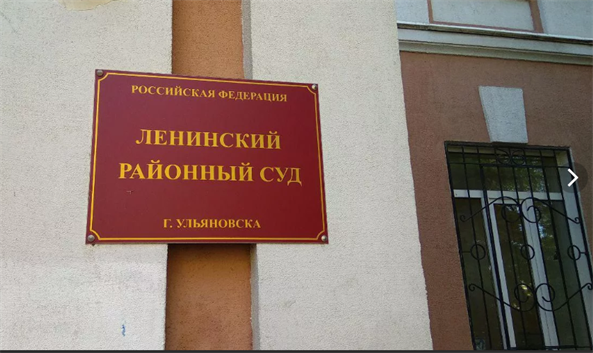 РОССИЙСКАЯ ФЕДЕРАЦИЯ
ЛЕНИНСКИЙ
РАЙОННЫЙ СУД
Г. УЛЬЯНОВСКА